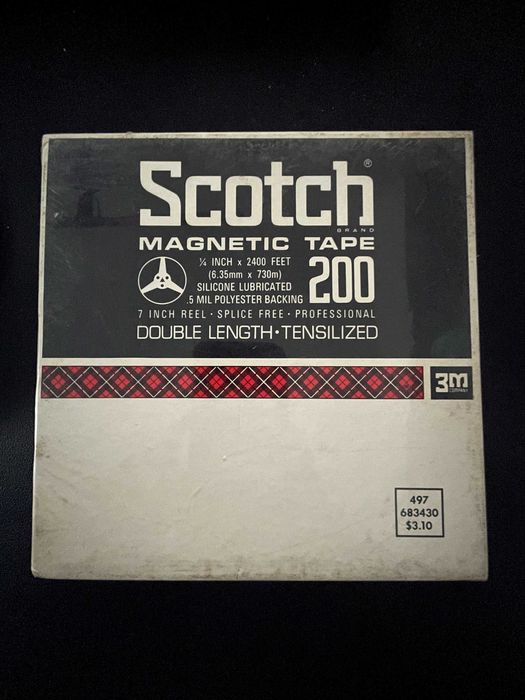 Scotch®
BRAND
MAGNETIC TAPE
¼ INCH x 2400 FEET
(6.35mm x 730m)
SILICONE LUBRICATED
.5 MIL POLYESTER BACKING
200
7 INCH REEL · SPLICE FREE · PROFESSIONAL
DOUBLE LENGTH · TENSILIZED
3M
COMPANY
497
683430
$3.10